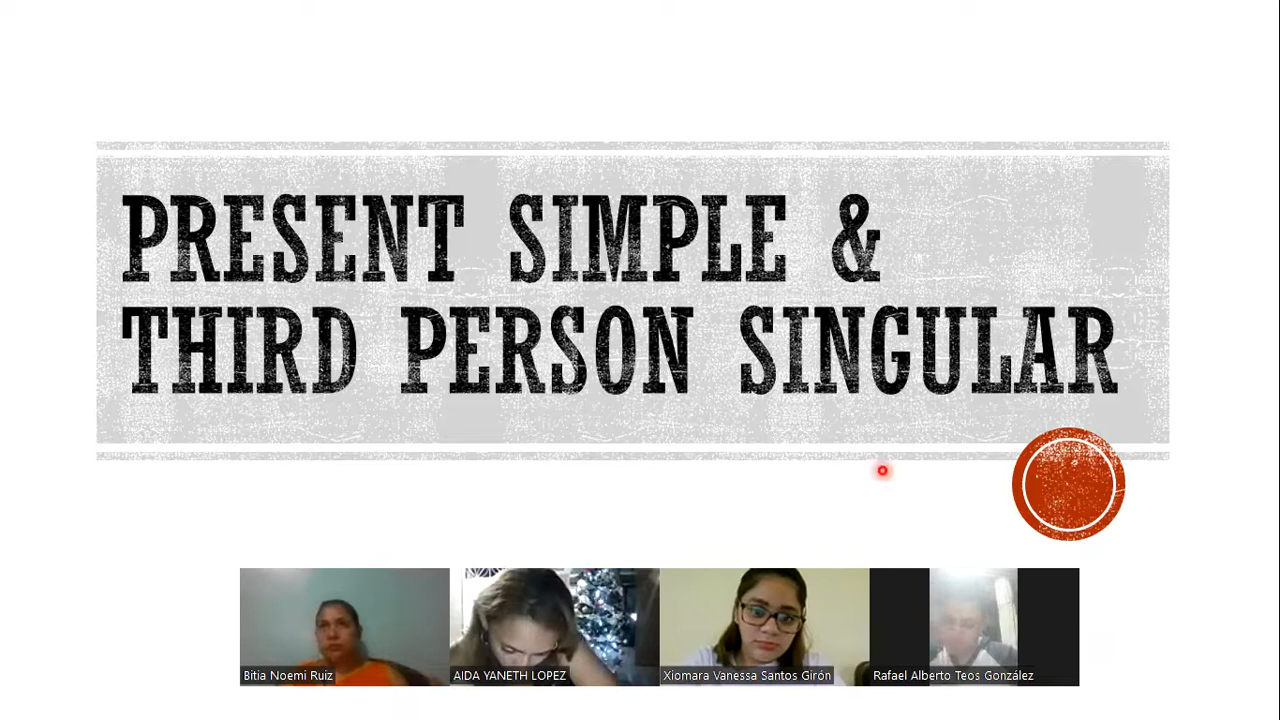 PRESENT SIMPLE &
THIRD PERSON SINGULAR
Bitia Noemi Ruiz
AIDA YANETH LOPEZ
Xiomara Vanessa Santos Girón
Rafael Alberto Teos González